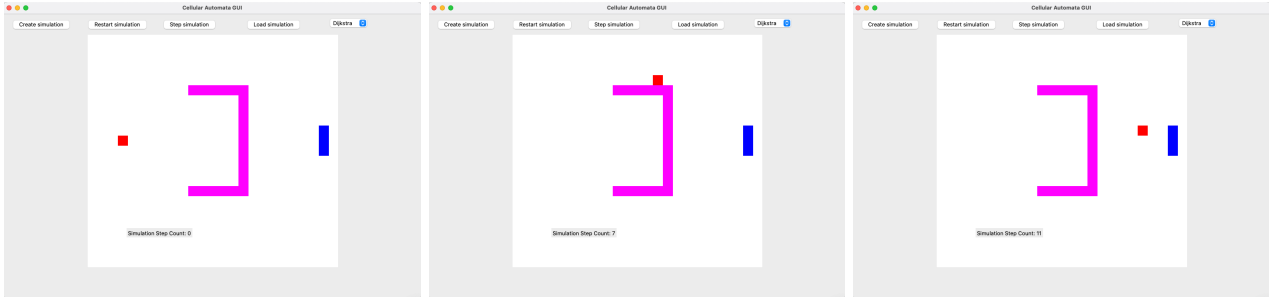 Cellular Automata GUI
Create simulation Restart simulation Step simulation Load simulation Dijkstra
Simulation Step Count: 0
Cellular Automata GUI
Create simulation Restart simulation Step simulation Load simulation Dijkstra
Simulation Step Count: 7
Cellular Automata GUI
Create simulation Restart simulation Step simulation Load simulation Dijkstra
Simulation Step Count: 11